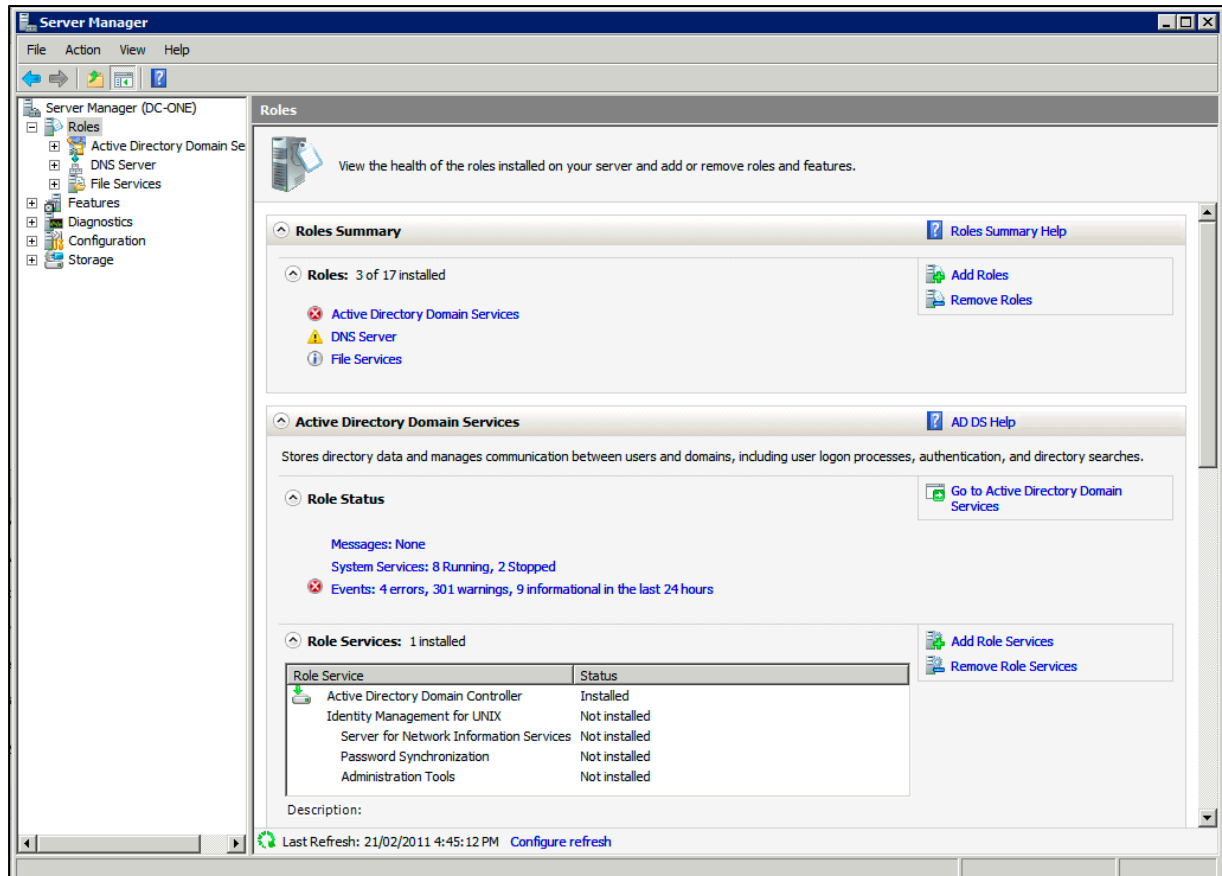 Server Manager
File Action View Help
Server Manager (DC-ONE)
Roles
Active Directory Domain Se
DNS Server
File Services
Features
Diagnostics
Configuration
Storage
Roles
View the health of the roles installed on your server and add or remove roles and features.
Roles Summary
Roles Summary Help
Roles: 3 of 17 installed
Add Roles
Remove Roles
Active Directory Domain Services
DNS Server
File Services
Active Directory Domain Services
AD DS Help
Stores directory data and manages communication between users and domains, including user logon processes, authentication, and directory searches.
Role Status
Go to Active Directory Domain
Services
Messages: None
System Services: 8 Running, 2 Stopped
Events: 4 errors, 301 warnings, 9 informational in the last 24 hours
Role Services: 1 installed
Add Role Services
Remove Role Services
Role Service Status
Active Directory Domain Controller Installed
Identity Management for UNIX Not installed
Server for Network Information Services Not installed
Password Synchronization Not installed
Administration Tools Not installed
Description:
Last Refresh: 21/02/2011 4:45:12 PM Configure refresh